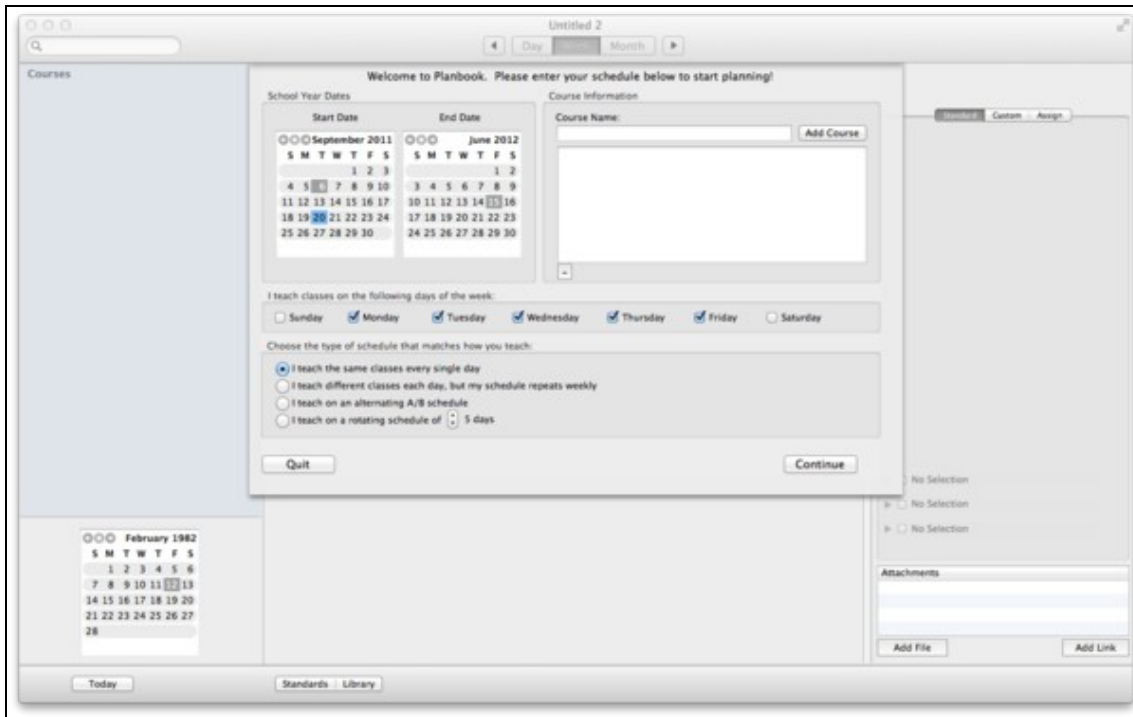 Untitled 2
Day Month
Courses
Welcome to Planbook. Please enter your schedule below to start planning!
School Year Dates
Course Information
Start Date
End Date
Course Name:
Add Course
September 2011
S M T W T F S
1 2 3
4 5 6 7 8 9 10
11 12 13 14 15 16 17
18 19 20 21 22 23 24
25 26 27 28 29 30
June 2012
S M T W T F S
1 2
3 4 5 6 7 8 9
10 11 12 13 14 15 16
17 18 19 20 21 22 23
24 25 26 27 28 29 30
Standard Custom Assign
I teach classes on the following days of the week:
Sunday Monday Tuesday Wednesday Thursday Friday Saturday
Choose the type of schedule that matches how you teach:
I teach the same classes every single day
I teach different classes each day, but my schedule repeats weekly
I teach on an alternating A/B schedule
I teach on a rotating schedule of 5 days
Quit
Continue
No Selection
No Selection
No Selection
February 1982
S M T W T F S
1 2 3 4 5 6
7 8 9 10 11 12 13
14 15 16 17 18 19 20
21 22 23 24 25 26 27
28
Attachments
Add File
Add Link
Today
Standards Library